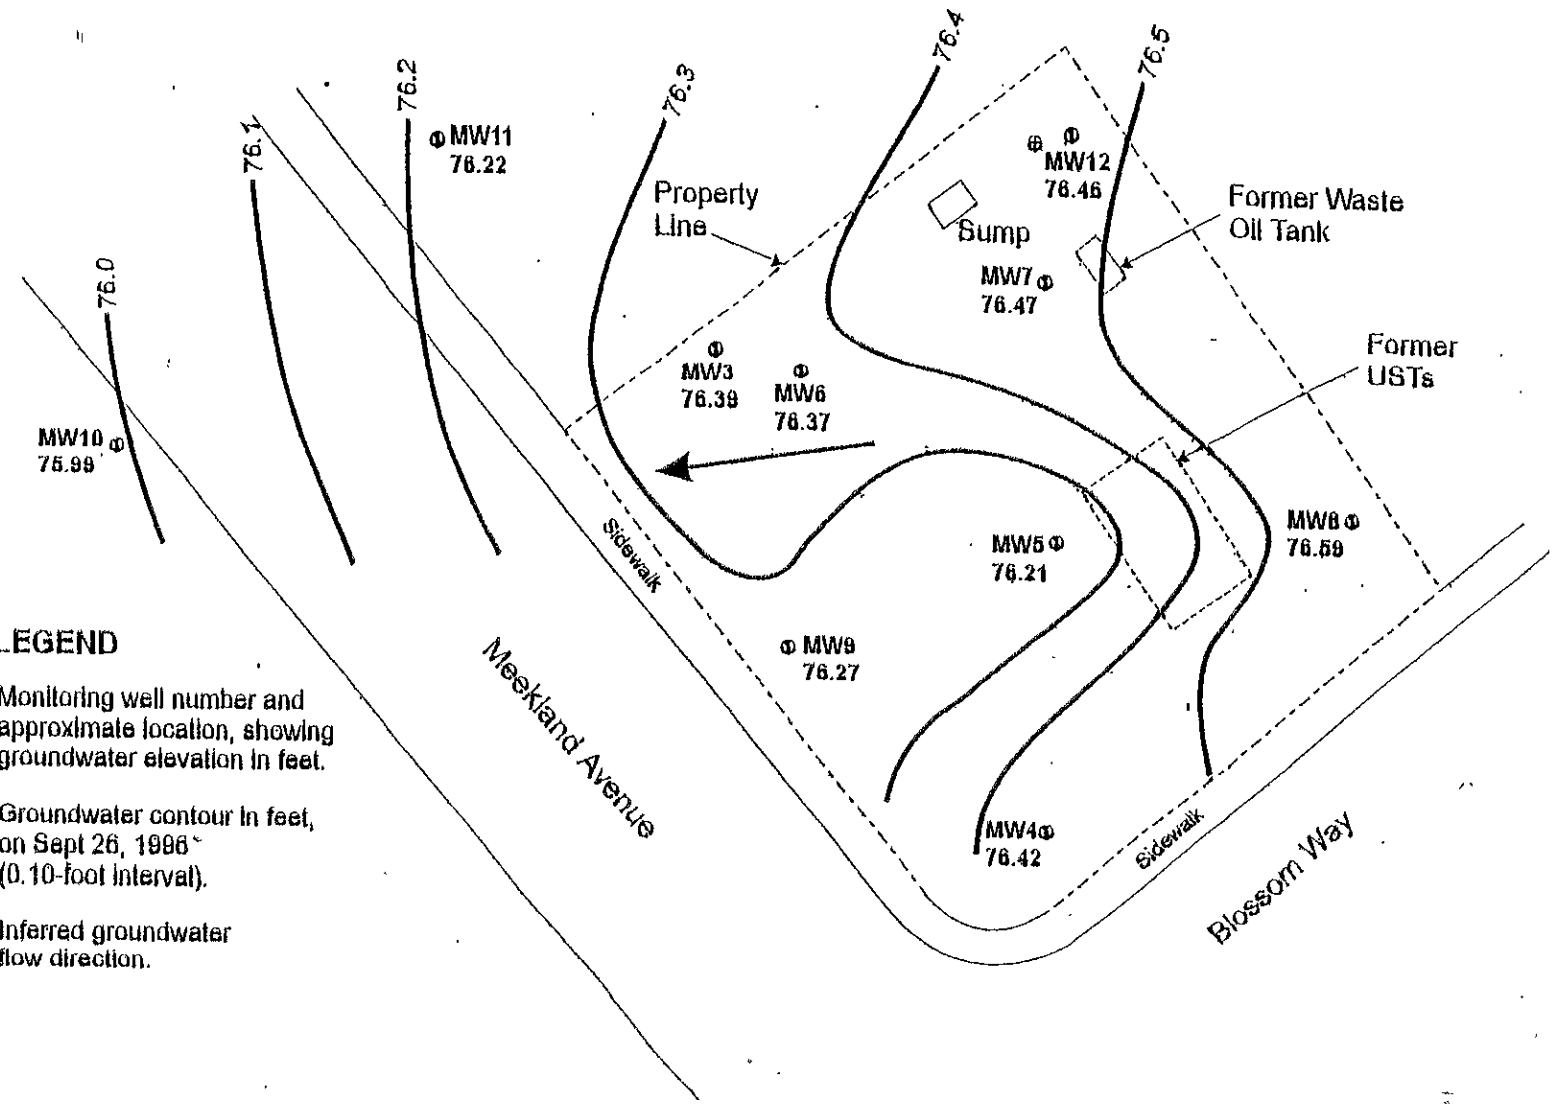 76.0
76.1
76.2
76.3
76.4
76.5
MW11
76.22
MW12
76.46
Property
Line
Sump
Former Waste
Oil Tank
MW7
76.47
Former
USTs
MW3
76.39
MW6
76.37
MW10
75.99
MW5
76.21
MW8
76.59
Sidewalk
MW9
76.27
Meekland Avenue
MW4
76.42
Sidewalk
Blossom Way
LEGEND
Monitoring well number and
approximate location, showing
groundwater elevation in feet.
Groundwater contour in feet,
on Sept 26, 1996
(0.10-foot interval).
Inferred groundwater
flow direction.